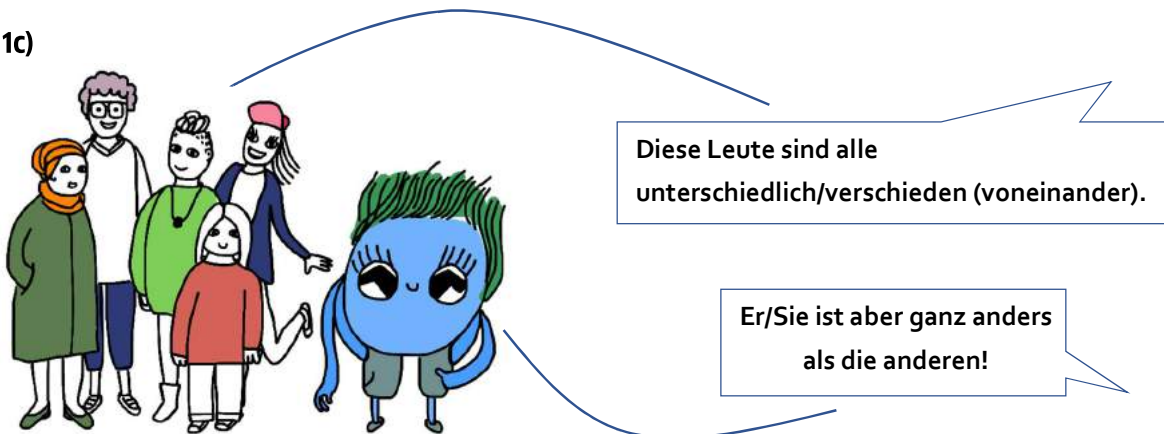 1c)
Diese Leute sind alle
unterschiedlich/verschieden (voneinander).
Er/Sie ist aber ganz anders
als die anderen!